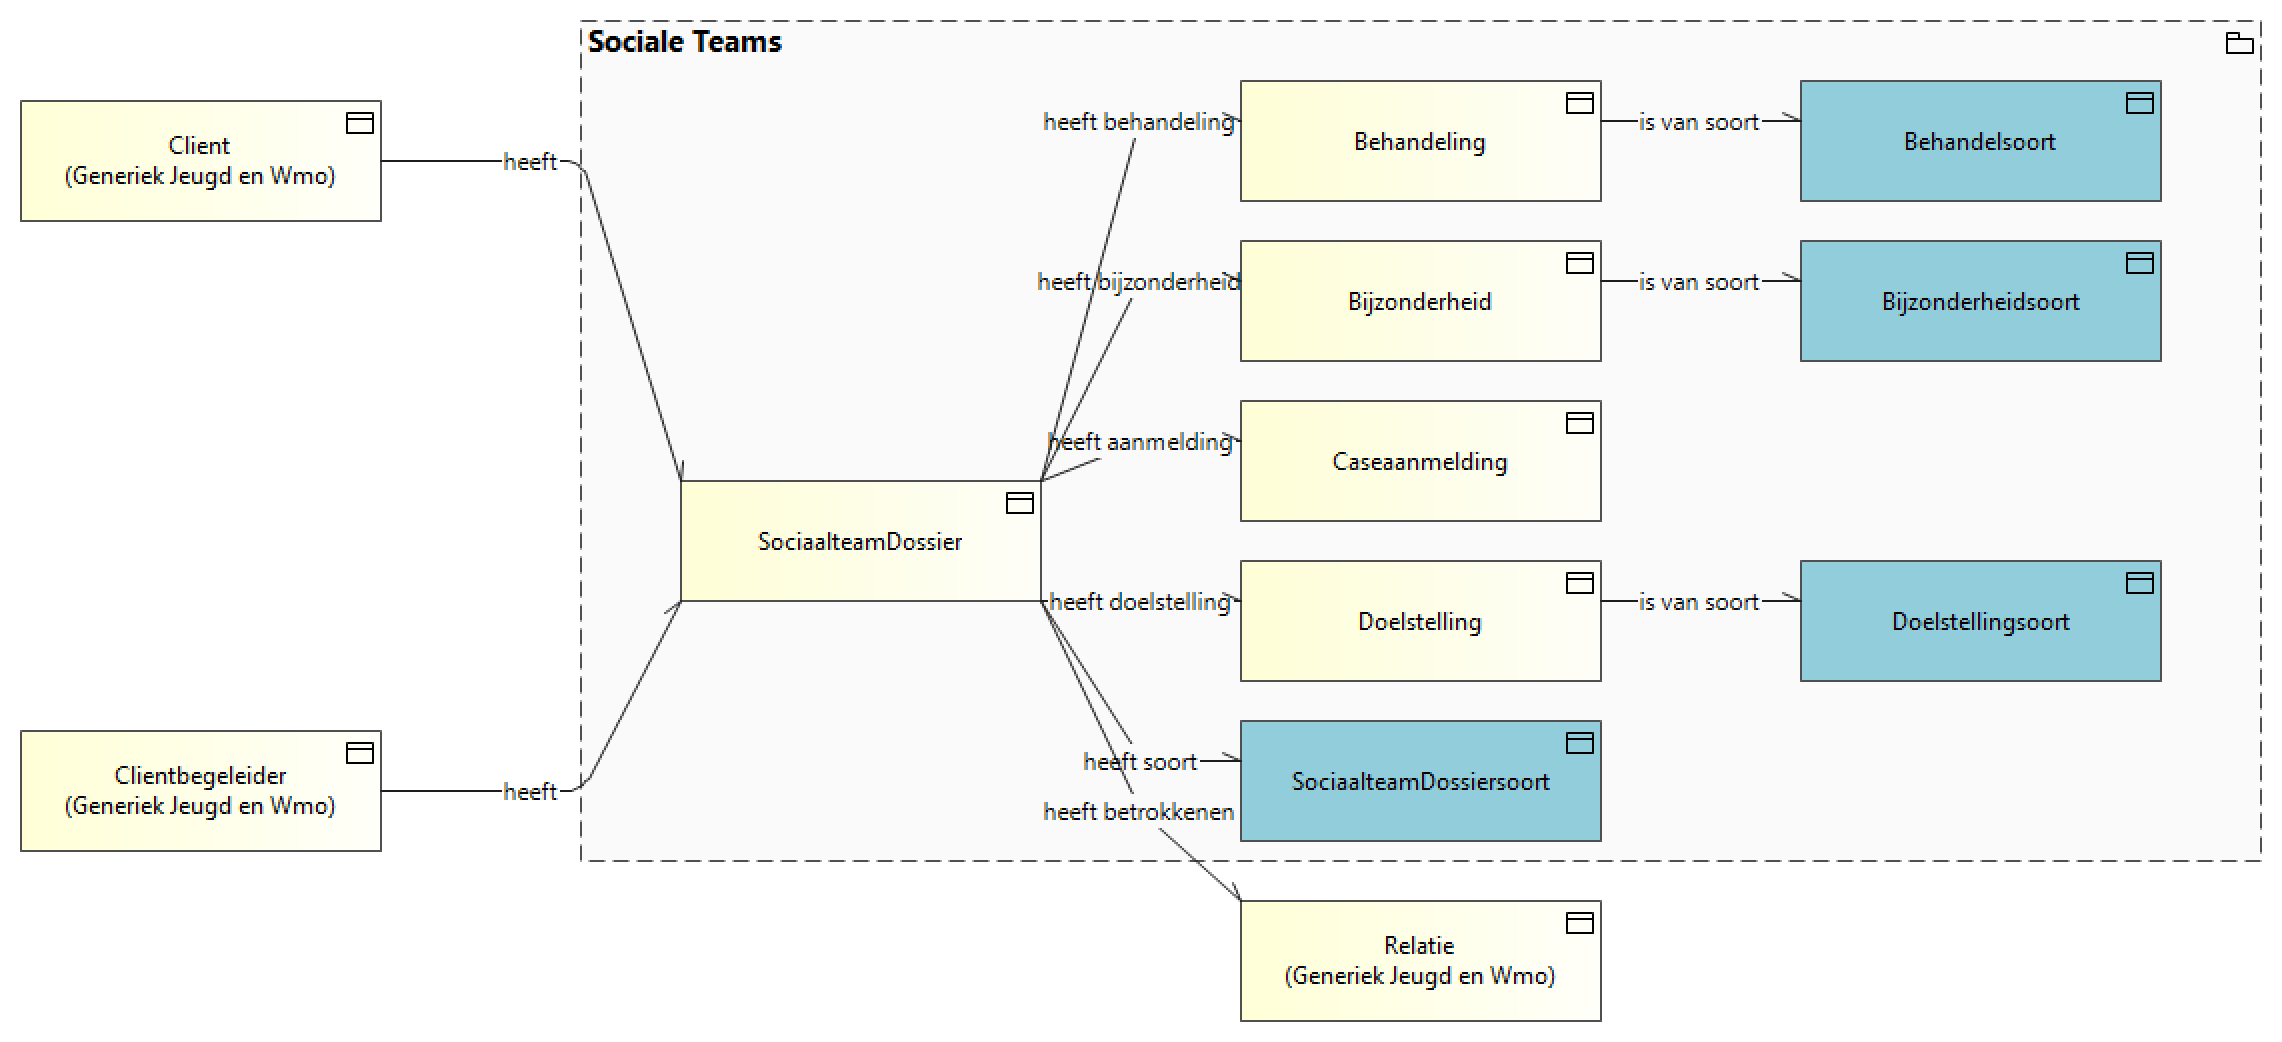 Sociale Teams
Client
(Generiek Jeugd en Wmo)
heeft
heeft behandeling
Behandeling
is van soort
Behandelsoort
heeft bijzonderheid
Bijzonderheid
is van soort
Bijzonderheidsoort
heeft aanmelding
Caseaanmelding
SociaalteamDossier
heeft doelstelling
Doelstelling
is van soort
Doelstellingsoort
Clientbegeleider
(Generiek Jeugd en Wmo)
heeft
heeft soort
SociaalteamDossiersoort
heeft betrokkenen
Relatie
(Generiek Jeugd en Wmo)